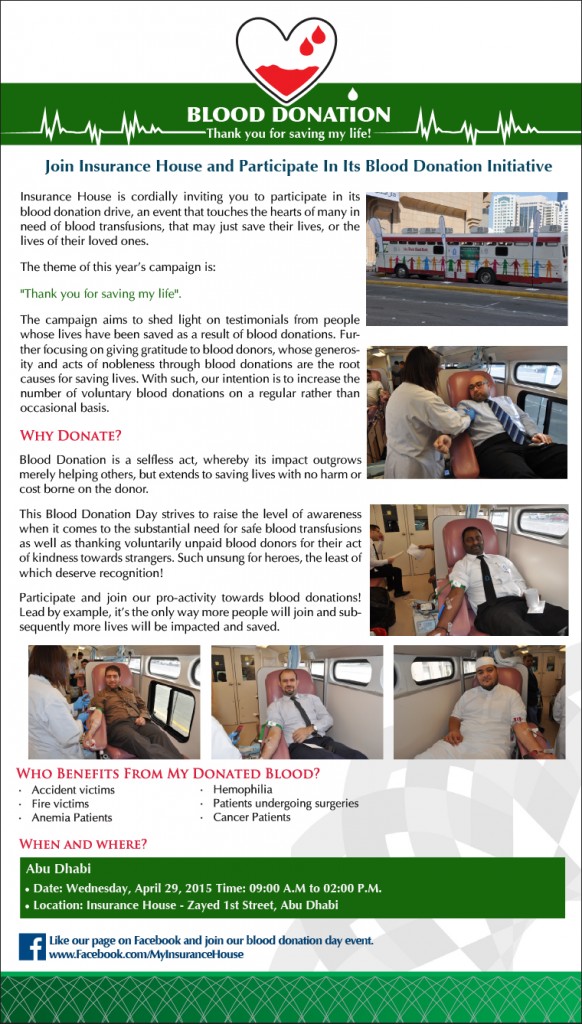 BLOOD DONATION
Thank you for saving my life!
Join Insurance House and Participate In Its Blood Donation Initiative
Insurance House is cordially inviting you to participate in its
blood donation drive, an event that touches the hearts of many in
need of blood transfusions, that may just save their lives, or the
lives of their loved ones.
The theme of this year's campaign is:
"Thank you for saving my life".
The campaign aims to shed light on testimonials from people
whose lives have been saved as a result of blood donations. Fur-
ther focusing on giving gratitude to blood donors, whose generos-
ity and acts of nobleness through blood donations are the root
causes for saving lives. With such, our intention is to increase the
number of voluntary blood donations on a regular rather than
occasional basis.
WHY DONATE?
Blood Donation is a selfless act, whereby its impact outgrows
merely helping others, but extends to saving lives with no harm or
cost borne on the donor.
This Blood Donation Day strives to raise the level of awareness
when it comes to the substantial need for safe blood transfusions
as well as thanking voluntarily unpaid blood donors for their act
of kindness towards strangers. Such unsung for heroes, the least of
which deserve recognition!
Participate and join our pro-activity towards blood donations!
Lead by example, it's the only way more people will join and sub-
sequently more lives will be impacted and saved.
WHO BENEFITS FROM MY DONATED BLOOD?
· Accident victims
· Fire victims
· Anemia Patients
· Hemophilia
· Patients undergoing surgeries
· Cancer Patients
WHEN AND WHERE?
Abu Dhabi
• Date: Wednesday, April 29, 2015 Time: 09:00 A.M to 02:00 P.M.
• Location: Insurance House - Zayed 1st Street, Abu Dhabi
Like our page on Facebook and join our blood donation day event.
www.Facebook.com/MyInsuranceHouse